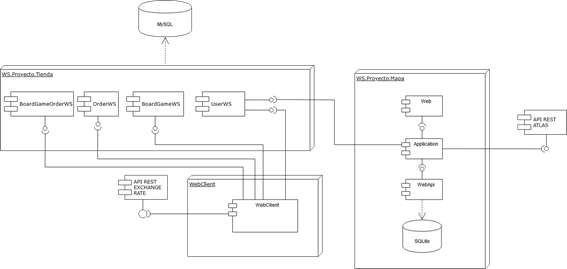 MySQL
WS.Proyecto.Tienda
BoardGameOrderWS
OrderWS
BoardGameWS
UserWS
WS.Proyecto.Mapa
Web
Application
WebApi
SQLite
API REST
ATLAS
API REST
EXCHANGE
RATE
WebClient
WebClient